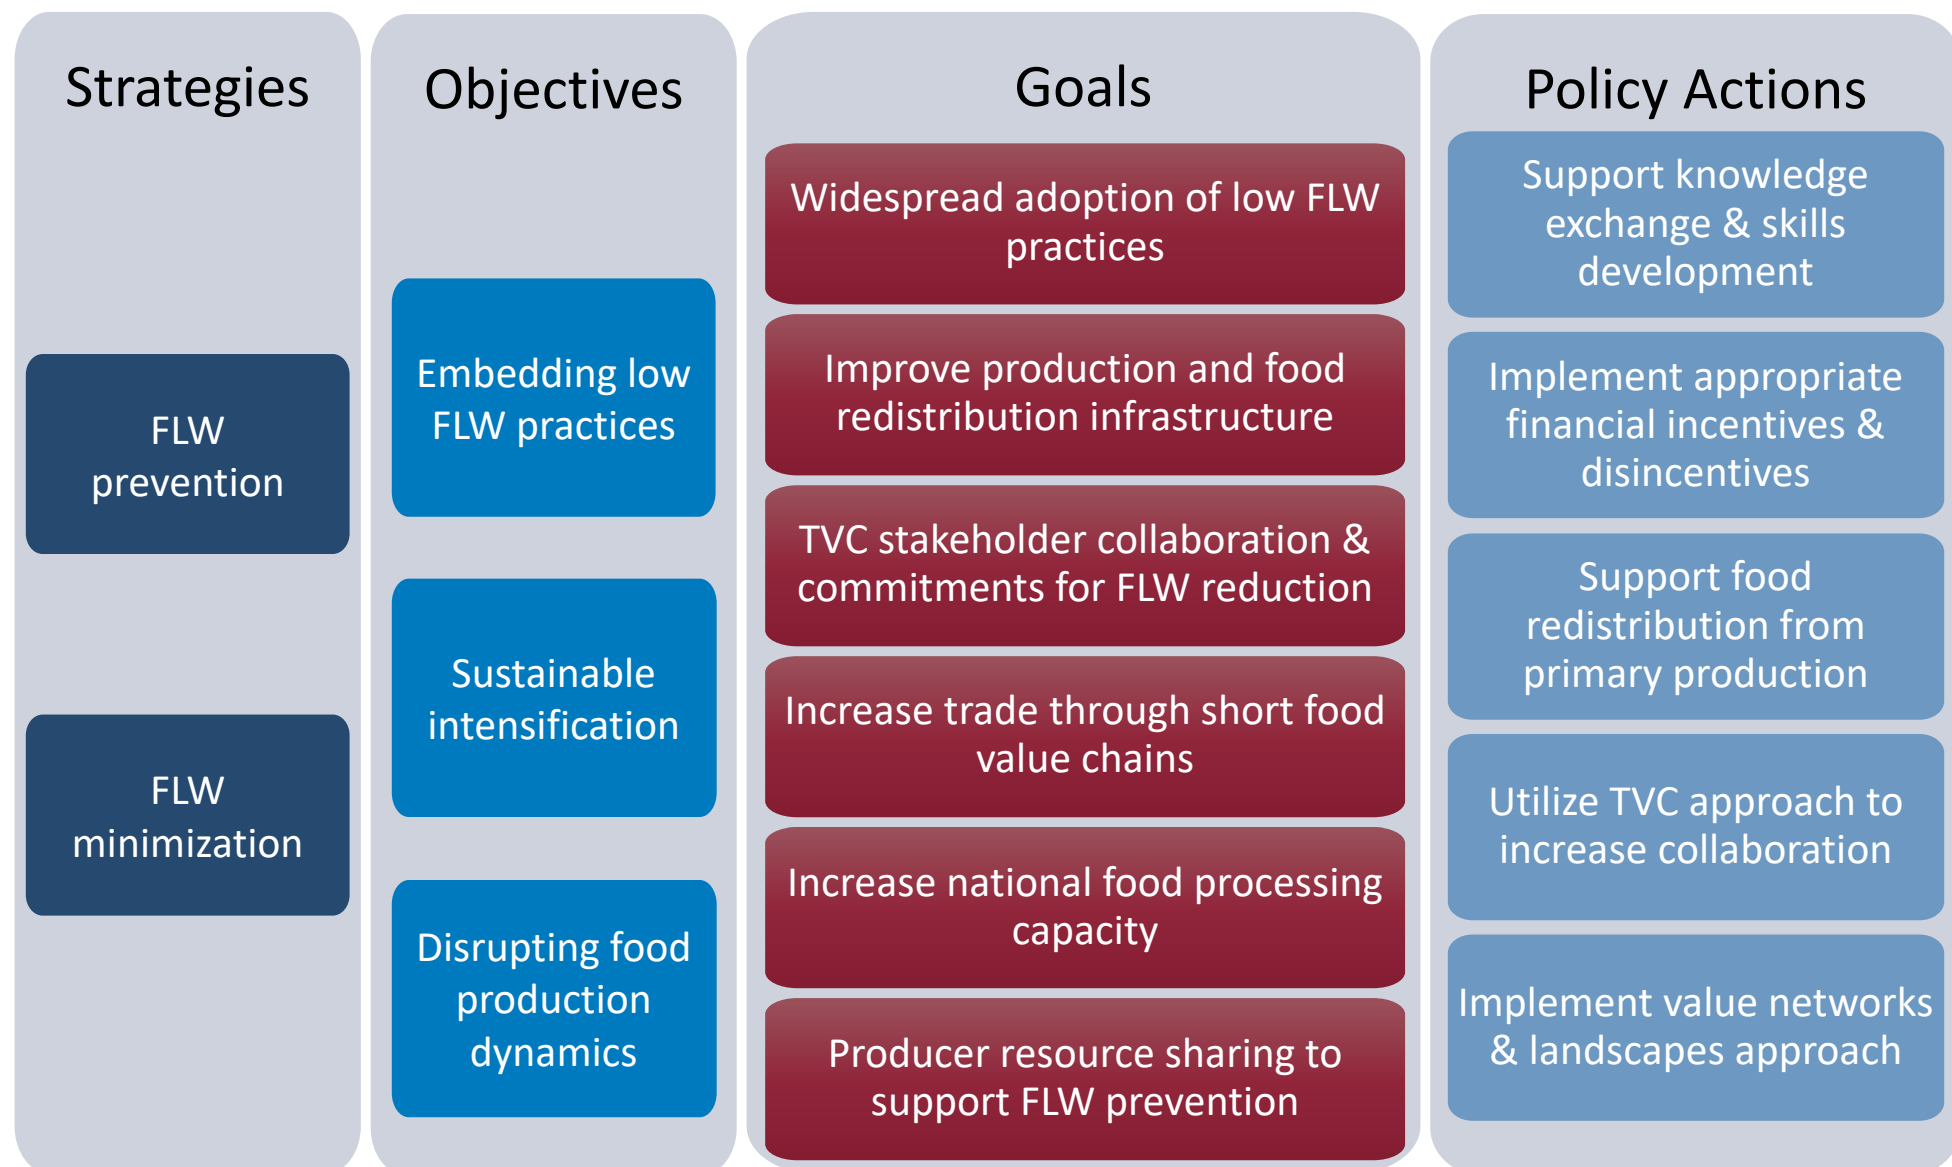 Strategies
FLW
prevention
FLW
minimization
Objectives
Embedding low
FLW practices
Sustainable
intensification
Disrupting food
production
dynamics
Goals
Widespread adoption of low FLW
practices
Improve production and food
redistribution infrastructure
TVC stakeholder collaboration &
commitments for FLW reduction
Increase trade through short food
value chains
Increase national food processing
capacity
Producer resource sharing to
support FLW prevention
Policy Actions
Support knowledge
exchange & skills
development
Implement appropriate
financial incentives &
disincentives
Support food
redistribution from
primary production
Utilize TVC approach to
increase collaboration
Implement value networks
& landscapes approach